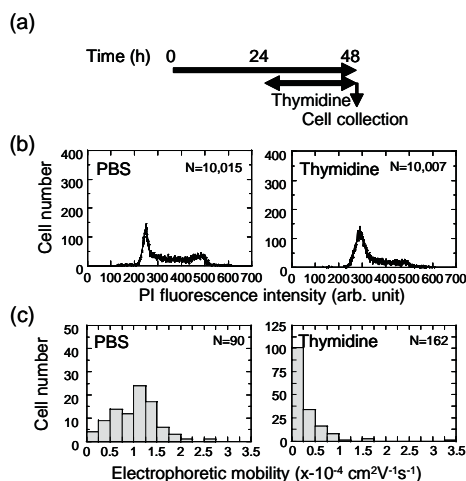 (a)
Time (h) 0 24 48
Thymidine
Cell collection
(b)
400 PBS N=10,015 400 Thymidine N=10,007
300 300
200 200
100 100
0 0
0 100 200 300 400 500 600 700 0 100 200 300 400 500 600 700
Cell number
PI fluorescence intensity (arb. unit)
(c)
50 PBS N=90 125 Thymidine N=162
40 100
30 75
20 50
10 25
0 0
0 0.5 1 1.5 2 2.5 3 3.5 0 0.5 1 1.5 2 2.5 3 3.5
Cell number
Electrophoretic mobility (x-10⁻⁴ cm²V⁻¹s⁻¹)